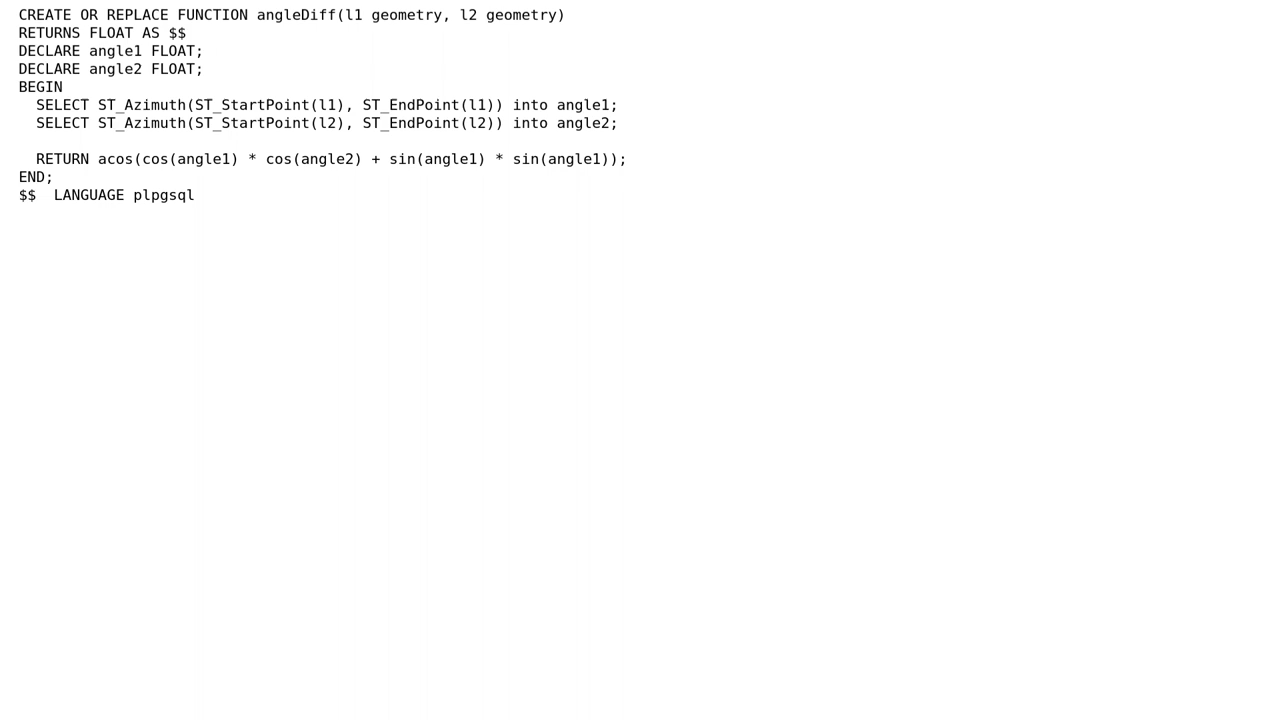 CREATE OR REPLACE FUNCTION angleDiff(l1 geometry, l2 geometry)
RETURNS FLOAT AS $$
DECLARE angle1 FLOAT;
DECLARE angle2 FLOAT;
BEGIN
  SELECT ST_Azimuth(ST_StartPoint(l1), ST_EndPoint(l1)) into angle1;
  SELECT ST_Azimuth(ST_StartPoint(l2), ST_EndPoint(l2)) into angle2;

  RETURN acos(cos(angle1) * cos(angle2) + sin(angle1) * sin(angle1));
END;
$$  LANGUAGE plpgsql